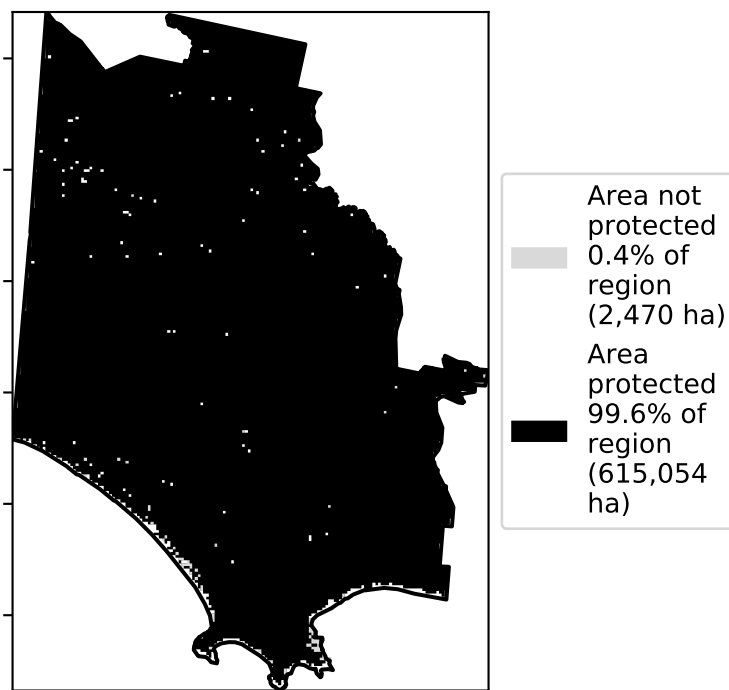 Area not
protected
0.4% of
region
(2,470 ha)
Area
protected
99.6% of
region
(615,054
ha)